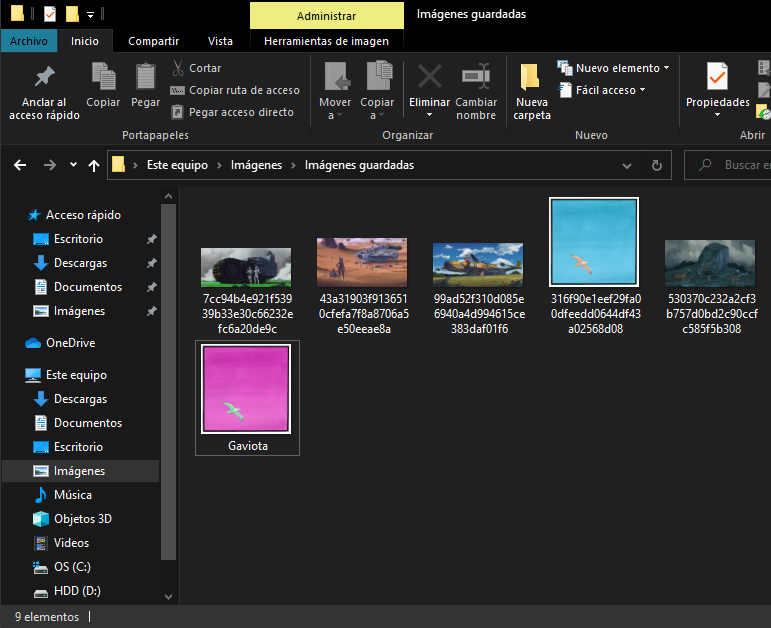 Administrar
Imágenes guardadas
Archivo
Inicio
Compartir
Vista
Herramientas de imagen
Anclar al
acceso rápido
Copiar
Pegar
Cortar
Copiar ruta de acceso
Pegar acceso directo
Portapapeles
Mover
a
Copiar
a
Eliminar
Cambiar
nombre
Organizar
Nueva
carpeta
Nuevo elemento
Fácil acceso
Nuevo
Propiedades
Abrir
Este equipo
Imágenes
Imágenes guardadas
Buscar
Acceso rápido
Escritorio
Descargas
Documentos
Imágenes
OneDrive
Este equipo
Descargas
Documentos
Escritorio
Imágenes
Música
Objetos 3D
Videos
OS (C:)
HDD (D:)
7cc94b4e921f539
39b33e30c66232e
fc6a20de9c
43a31903f913651
0cfefa7f8a8706a5
e50eeae8a
99ad52f310d085e
6940a4d994615ce
383daf01f6
316f90e1eef29fa0
0dfeedd0644df43
a02568d08
530370c232a2cf3
b757d0bd2c90ccf
c585f5b308
Gaviota
9 elementos